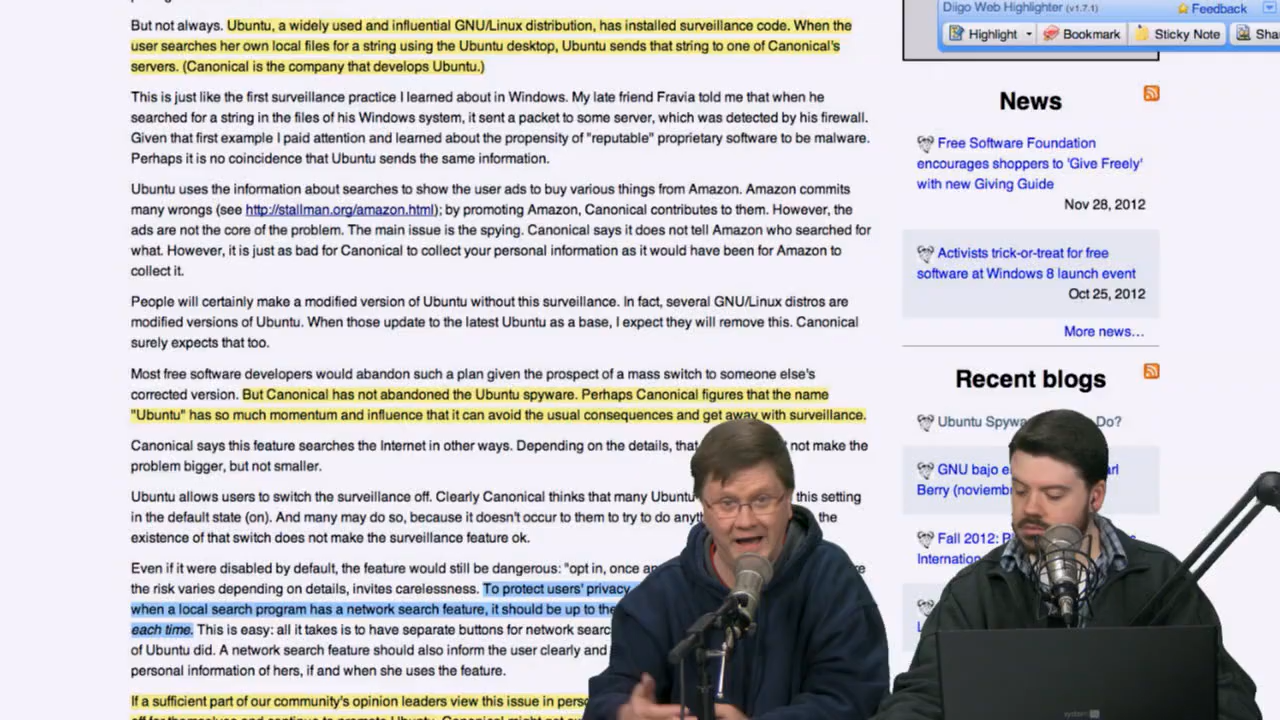 But not always. Ubuntu, a widely used and influential GNU/Linux distribution, has installed surveillance code. When the
user searches her own local files for a string using the Ubuntu desktop, Ubuntu sends that string to one of Canonical's
servers. (Canonical is the company that develops Ubuntu.)
This is just like the first surveillance practice I learned about in Windows. My late friend Fravia told me that when he
searched for a string in the files of his Windows system, it sent a packet to some server, which was detected by his firewall.
Given that first example I paid attention and learned about the propensity of "reputable" proprietary software to be malware.
Perhaps it is no coincidence that Ubuntu sends the same information.
Ubuntu uses the information about searches to show the user ads to buy various things from Amazon. Amazon commits
many wrongs (see http://stallman.org/amazon.html); by promoting Amazon, Canonical contributes to them. However, the
ads are not the core of the problem. The main issue is the spying. Canonical says it does not tell Amazon who searched for
what. However, it is just as bad for Canonical to collect your personal information as it would have been for Amazon to
collect it.
People will certainly make a modified version of Ubuntu without this surveillance. In fact, several GNU/Linux distros are
modified versions of Ubuntu. When those update to the latest Ubuntu as a base, I expect they will remove this. Canonical
surely expects that too.
Most free software developers would abandon such a plan given the prospect of a mass switch to someone else's
corrected version. But Canonical has not abandoned the Ubuntu spyware. Perhaps Canonical figures that the name
"Ubuntu" has so much momentum and influence that it can avoid the usual consequences and get away with surveillance.
Canonical says this feature searches the Internet in other ways. Depending on the details, that not make the
problem bigger, but not smaller.
Ubuntu allows users to switch the surveillance off. Clearly Canonical thinks that many Ubuntu this setting
in the default state (on). And many may do so, because it doesn't occur to them to try to do the
existence of that switch does not make the surveillance feature ok.
Even if it were disabled by default, the feature would still be dangerous: "opt in, once
the risk varies depending on details, invites carelessness. To protect users' privacy
when a local search program has a network search feature, it should be up to the
each time. This is easy: all it takes is to have separate buttons for network
of Ubuntu did. A network search feature should also inform the user clearly and
personal information of hers, if and when she uses the feature.
If a sufficient part of our community's opinion leaders view this issue in
Diigo Web Highlighter (v1.7.1) Feedback
Highlight Bookmark Sticky Note
News
Free Software Foundation
encourages shoppers to 'Give Freely'
with new Giving Guide
Nov 28, 2012
Activists trick-or-treat for free
software at Windows 8 launch event
Oct 25, 2012
More news…
Recent blogs
Ubuntu Do?
GNU bajo
Berry
Fall 2012: